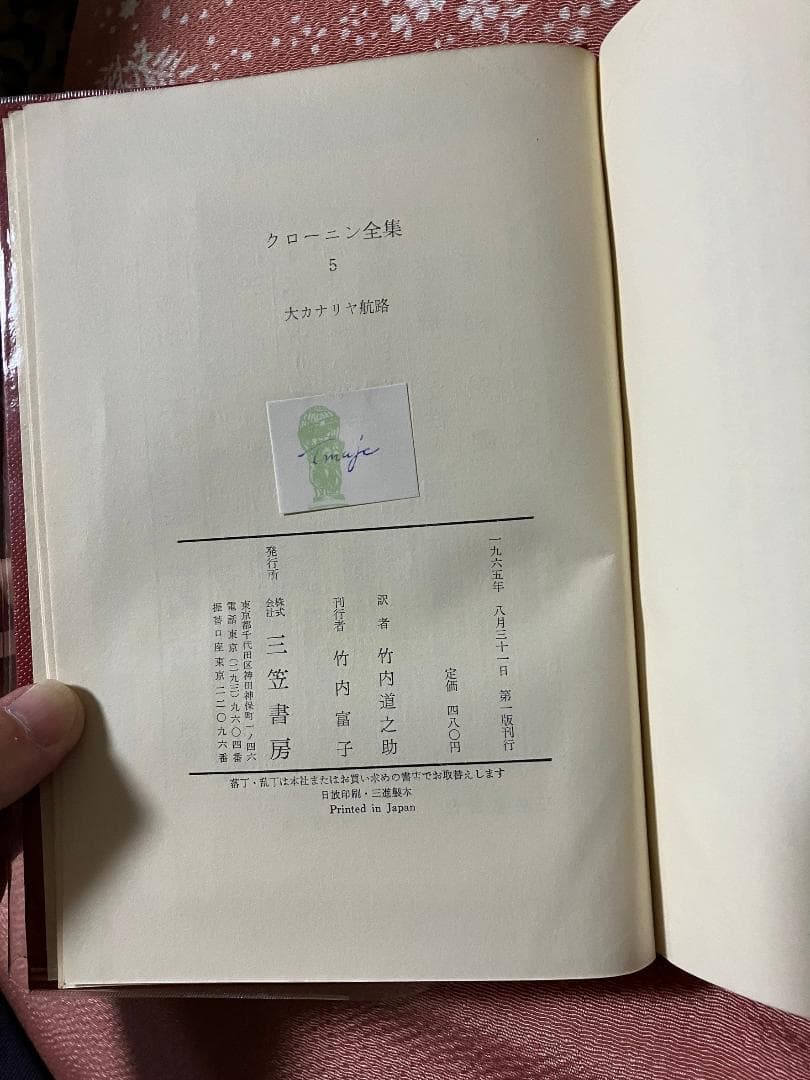 クローニン全集
5
大カナリヤ航路
一九六五年 八月三十一日 第一版刊行
定価 四八〇円
訳者 竹内道之助
刊行者 竹内富子
発行所 株式会社 三笠書房
東京都千代田区神田神保町一ノ四六
電話東京(二九三)九六〇四番
振替口座東京二二〇九六番
落丁・乱丁は本社またはお買い求めの書店でお取替えします
日波印刷・三進製本
Printed in Japan